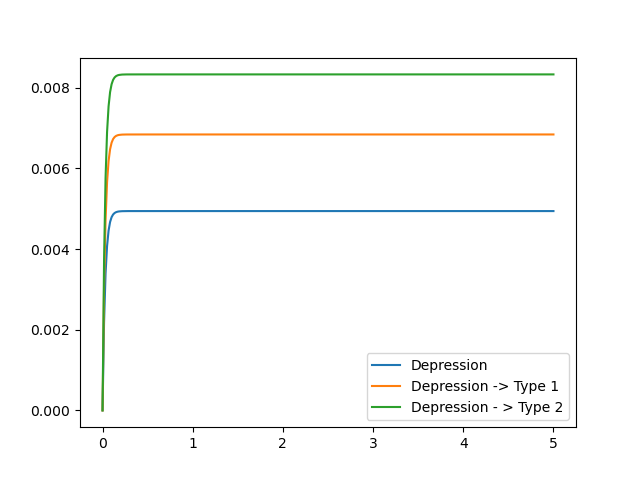 0.008
0.006
0.004
0.002
0.000
0 1 2 3 4 5
Depression
Depression -> Type 1
Depression - > Type 2